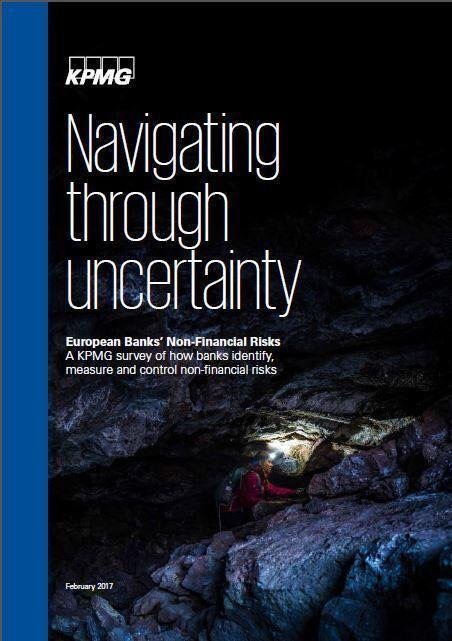 KPMG
Navigating
through
uncertainty
European Banks' Non-Financial Risks
A KPMG survey of how banks identify,
measure and control non-financial risks
February 2017